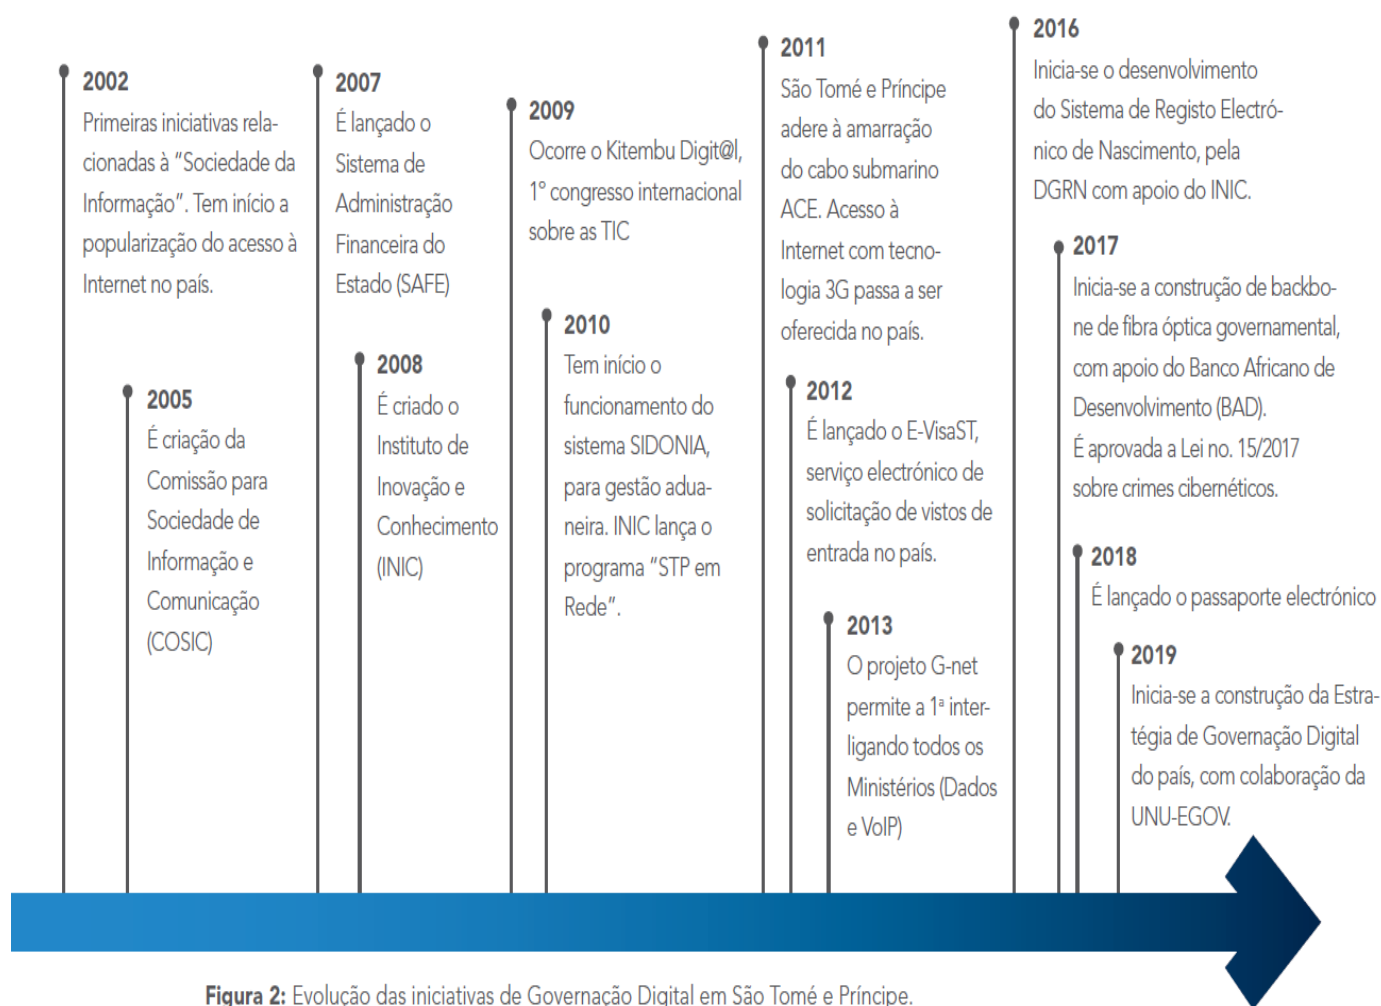 2002
Primeiras iniciativas rela-
cionadas à “Sociedade da
Informação”. Tem início a
popularização do acesso à
Internet no país.
2005
É criação da
Comissão para
Sociedade de
Informação e
Comunicação
(COSIC)
2007
É lançado o
Sistema de
Administração
Financeira do
Estado (SAFE)
2008
É criado o
Instituto de
Inovação e
Conhecimento
(INIC)
2009
Ocorre o Kitembu Digit@l,
1º congresso internacional
sobre as TIC
2010
Tem início o
funcionamento do
sistema SIDONIA,
para gestão adua-
neira. INIC lança o
programa “STP em
Rede”.
2011
São Tomé e Príncipe
adere à amarração
do cabo submarino
ACE. Acesso à
Internet com tecno-
logia 3G passa a ser
oferecida no país.
2012
É lançado o E-VisaST,
serviço electrónico de
solicitação de vistos de
entrada no país.
2013
O projeto G-net
permite a 1ª inter-
ligando todos os
Ministérios (Dados
e VoIP)
2016
Inicia-se o desenvolvimento
do Sistema de Registo Electró-
nico de Nascimento, pela
DGRN com apoio do INIC.
2017
Inicia-se a construção de backbo-
ne de fibra óptica governamental,
com apoio do Banco Africano de
Desenvolvimento (BAD).
É aprovada a Lei no. 15/2017
sobre crimes cibernéticos.
2018
É lançado o passaporte electrónico
2019
Inicia-se a construção da Estra-
tégia de Governação Digital
do país, com colaboração da
UNU-EGOV.
Figura 2: Evolução das iniciativas de Governação Digital em São Tomé e Príncipe.